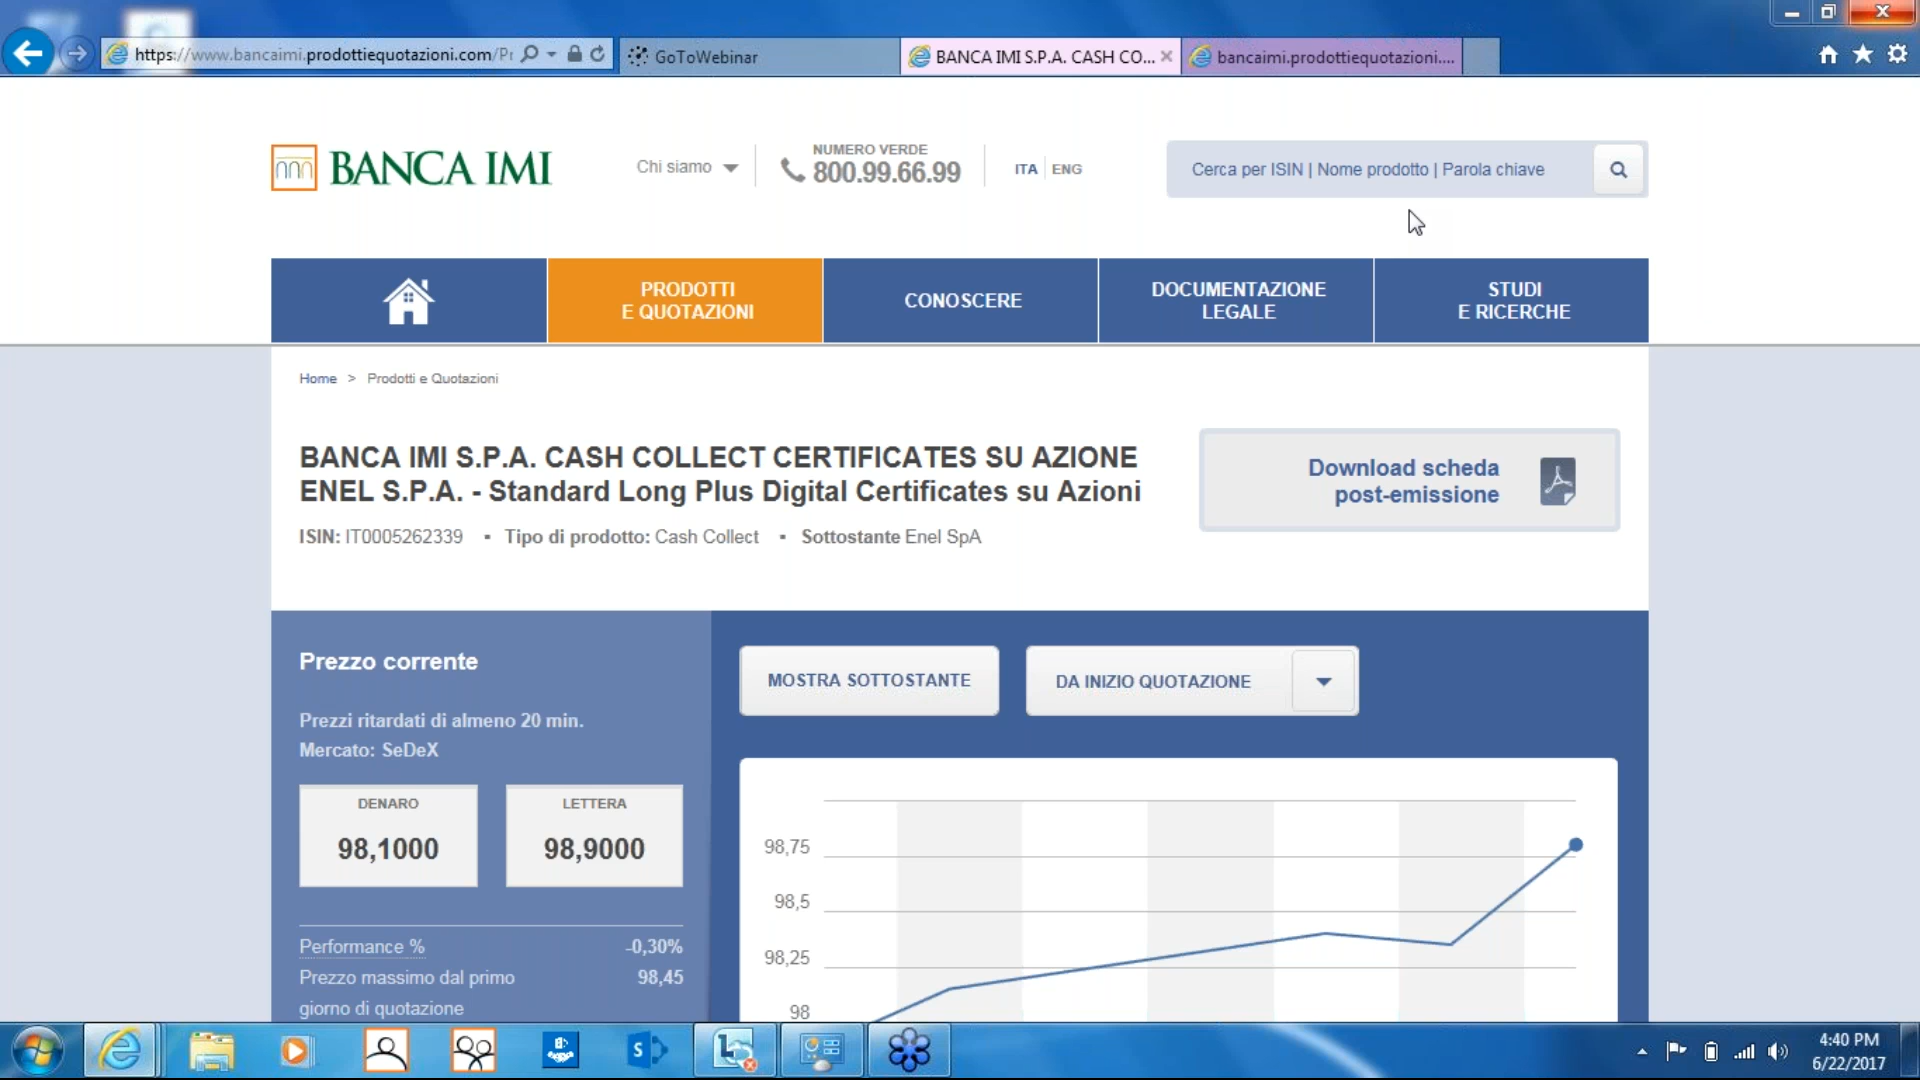 https://www.bancaimi.prodottiequotazioni.com/Pr
GoToWebinar
BANCA IMI S.P.A. CASH CO...
bancaimi.prodottiequotazioni....
BANCA IMI
Chi siamo
NUMERO VERDE
800.99.66.99
ITA
ENG
Cerca per ISIN | Nome prodotto | Parola chiave
PRODOTTI
E QUOTAZIONI
CONOSCERE
DOCUMENTAZIONE
LEGALE
STUDI
E RICERCHE
Home > Prodotti e Quotazioni
BANCA IMI S.P.A. CASH COLLECT CERTIFICATES SU AZIONE
ENEL S.P.A. - Standard Long Plus Digital Certificates su Azioni
ISIN: IT0005262339 ▪ Tipo di prodotto: Cash Collect ▪ Sottostante Enel SpA
Download scheda
post-emissione
Prezzo corrente
Prezzi ritardati di almeno 20 min.
Mercato: SeDeX
DENARO
98,1000
LETTERA
98,9000
Performance % -0,30%
Prezzo massimo dal primo 98,45
giorno di quotazione
MOSTRA SOTTOSTANTE
DA INIZIO QUOTAZIONE
98,75
98,5
98,25
98
S
4:40 PM
6/22/2017